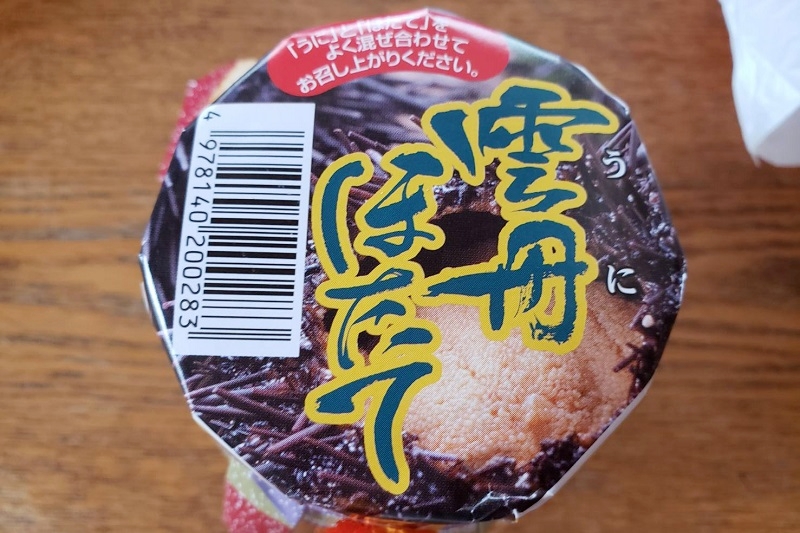 「うに」と「ほたて」を
よく混ぜ合わせて
お召し上がりください。
雲丹
うに
ほたて
4 978140 200283